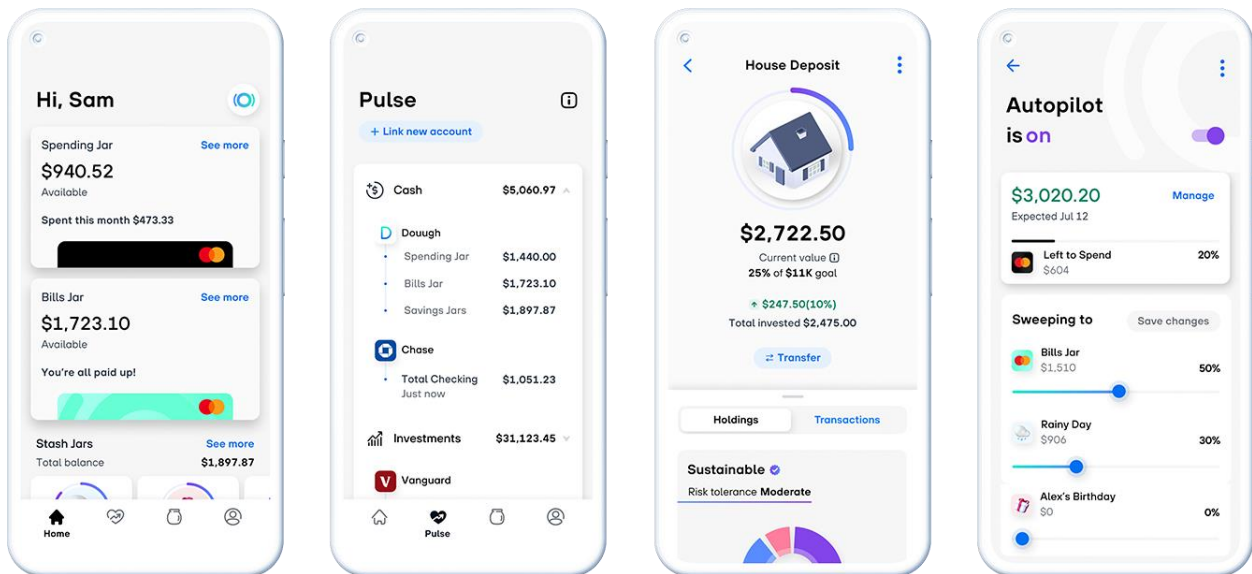 Hi, Sam
Spending Jar
See more
$940.52
Available
Spent this month $473.33
Bills Jar
See more
$1,723.10
Available
You're all paid up!
Stash Jars
See more
Total balance
$1,897.87
Home
Pulse
+ Link new account
Cash
$5,060.97
D Douugh
Spending Jar
$1,440.00
Bills Jar
$1,723.10
Savings Jars
$1,897.87
Chase
Total Checking
$1,051.23
Just now
Investments
$31,123.45
V Vanguard
Pulse
House Deposit
$2,722.50
Current value
25% of $11K goal
$247.50(10%)
Total invested $2,475.00
Transfer
Holdings
Transactions
Sustainable
Risk tolerance Moderate
Autopilot
is on
$3,020.20
Manage
Expected Jul 12
Left to Spend
20%
$604
Sweeping to
Save changes
Bills Jar
$1,510
50%
Rainy Day
$906
30%
Alex's Birthday
$0
0%